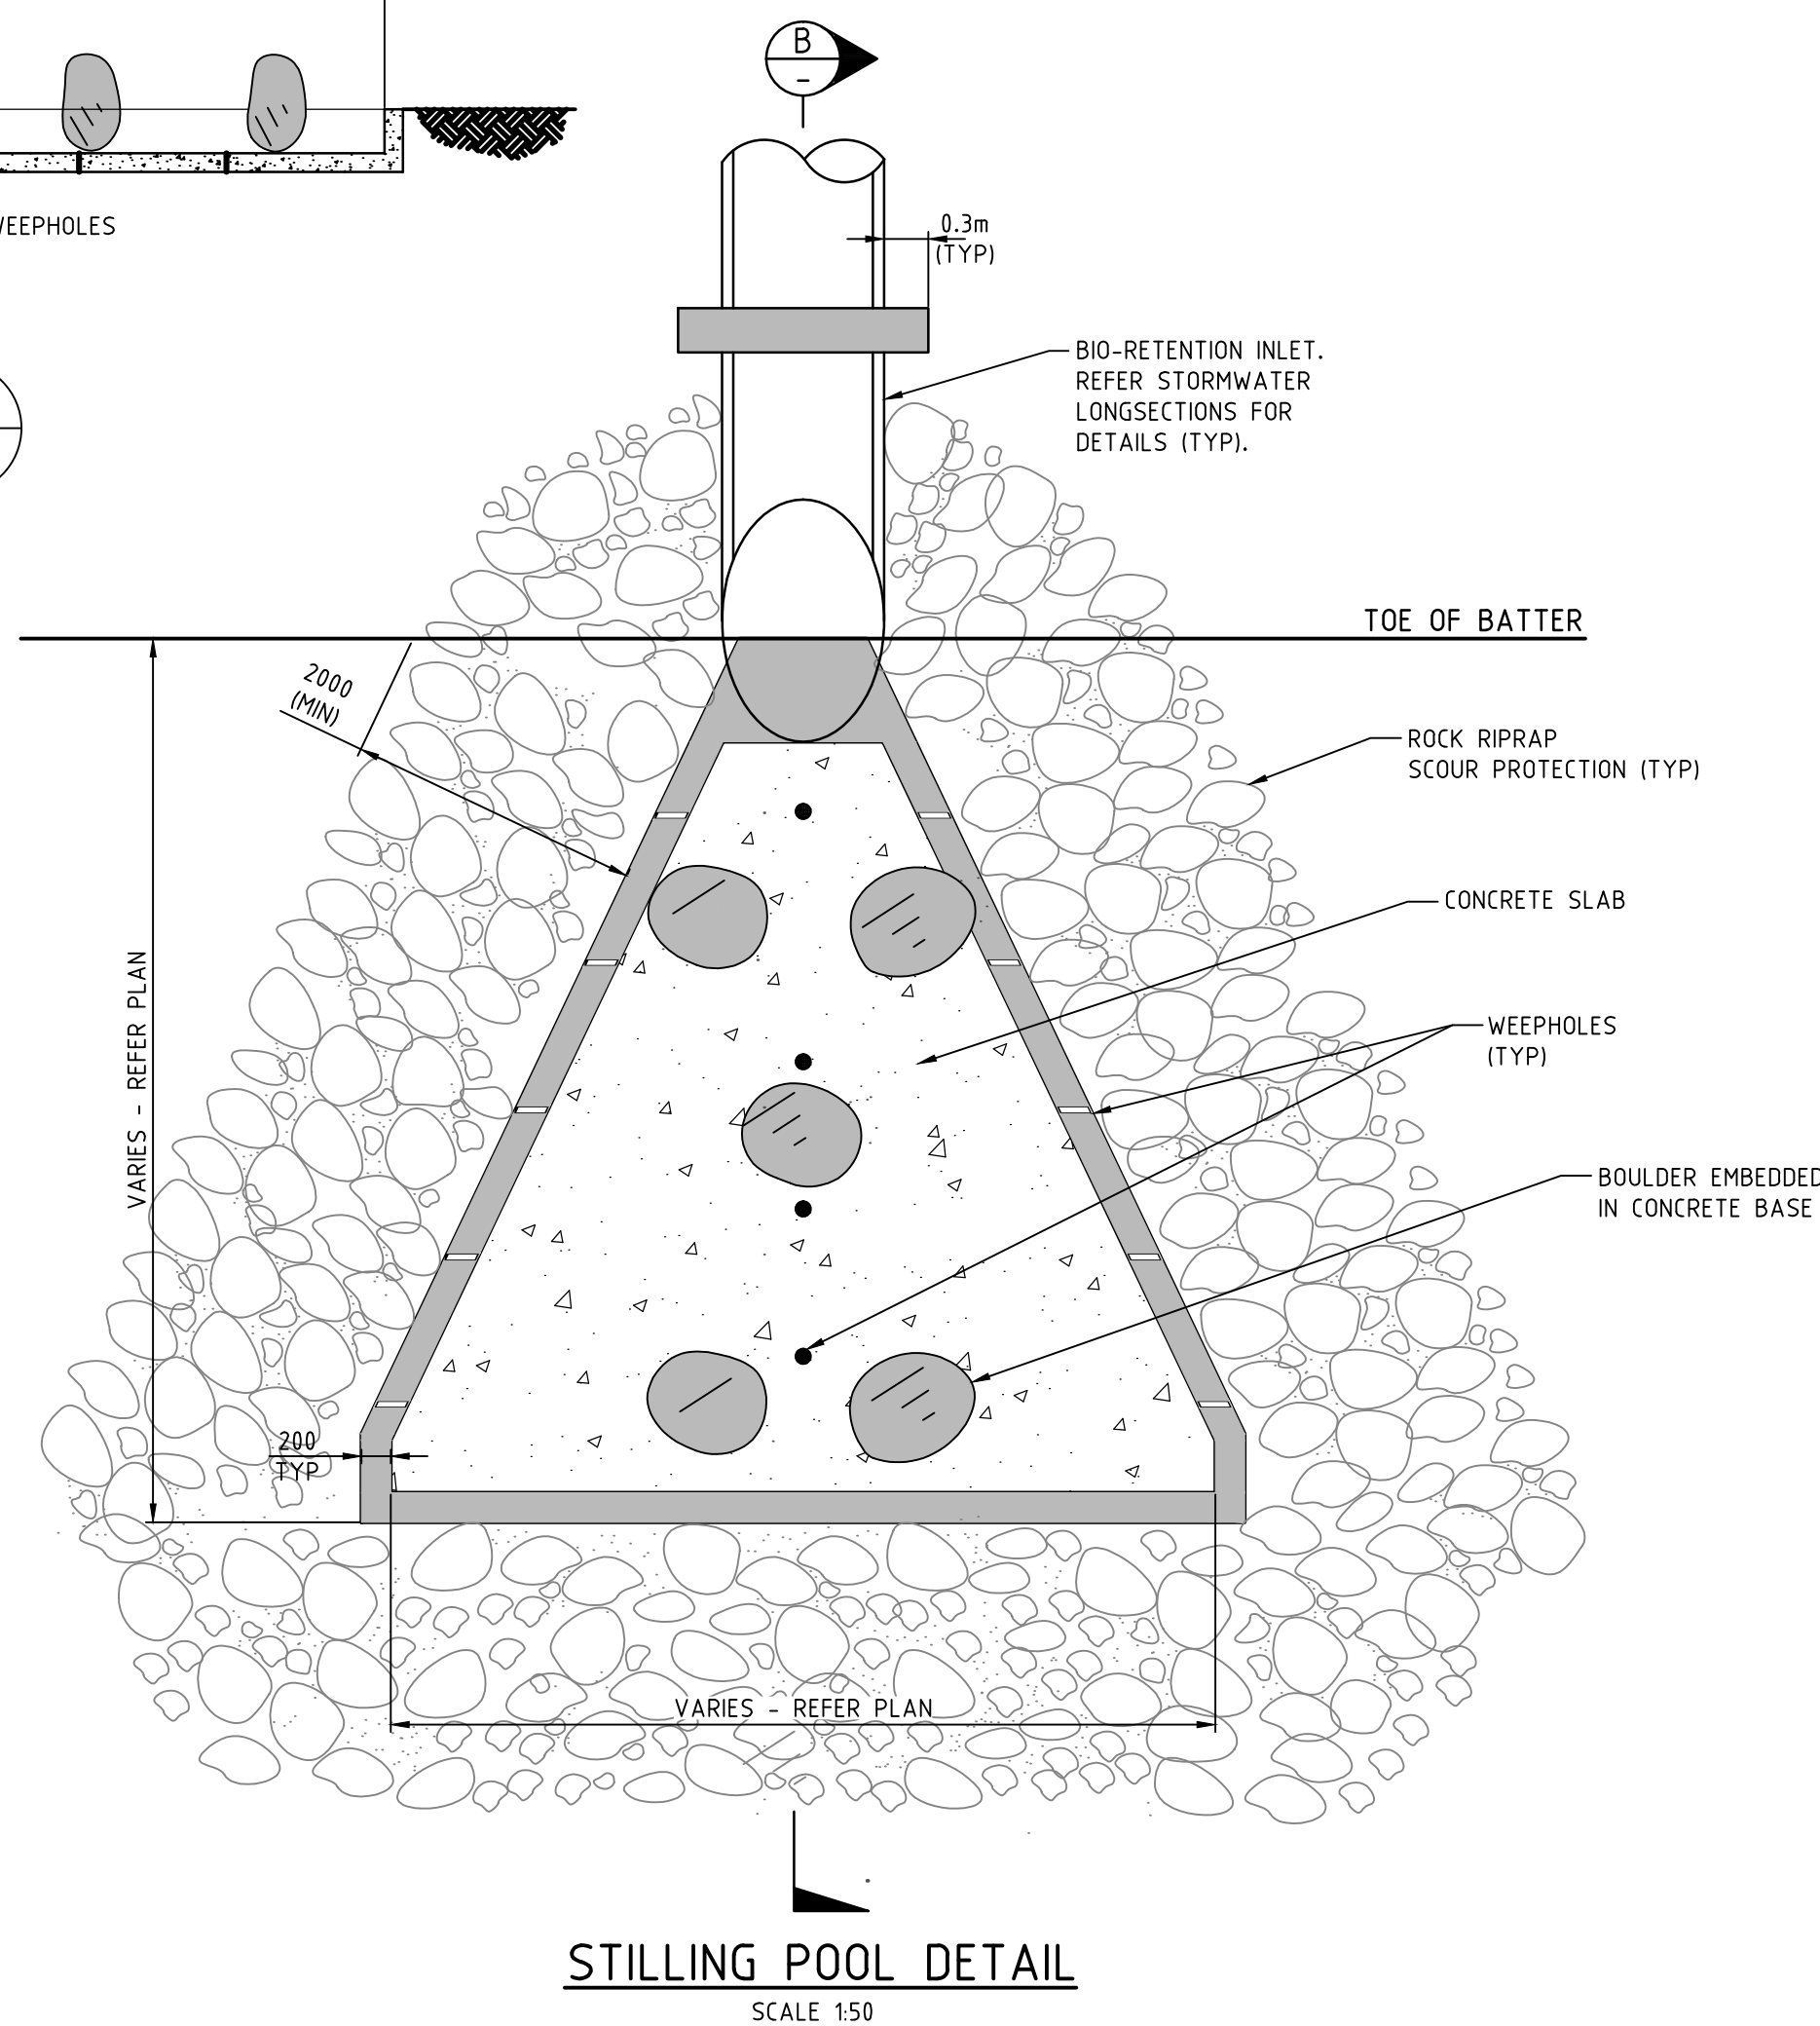 B
-
WEEPHOLES
0.3m
(TYP)
BIO-RETENTION INLET.
REFER STORMWATER
LONGSECTIONS FOR
DETAILS (TYP).
TOE OF BATTER
2000
(MIN)
ROCK RIPRAP
SCOUR PROTECTION (TYP)
CONCRETE SLAB
VARIES - REFER PLAN
WEEPHOLES
(TYP)
BOULDER EMBEDDED
IN CONCRETE BASE
200
TYP
VARIES - REFER PLAN
STILLING POOL DETAIL
SCALE 1:50